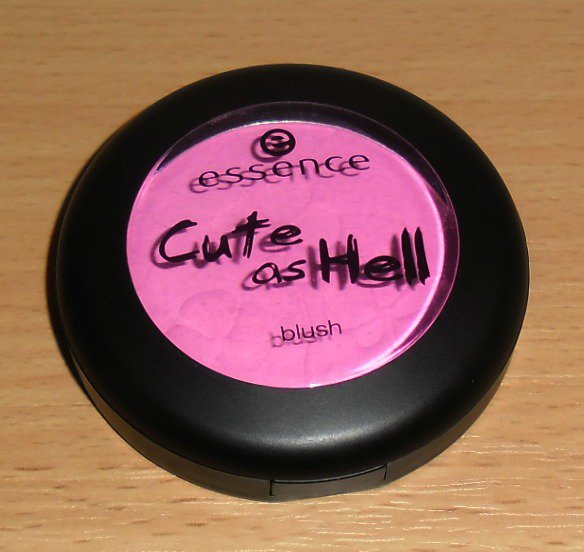 essence
Cute
as Hell
blush